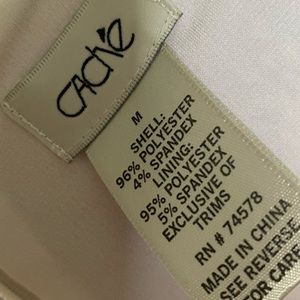 CACHÉ
M
SHELL:
96% POLYESTER
4% SPANDEX
LINING:
95% POLYESTER
5% SPANDEX
EXCLUSIVE OF
TRIMS
RN # 74578
MADE IN CHINA
SEE REVERSE
FOR CARE